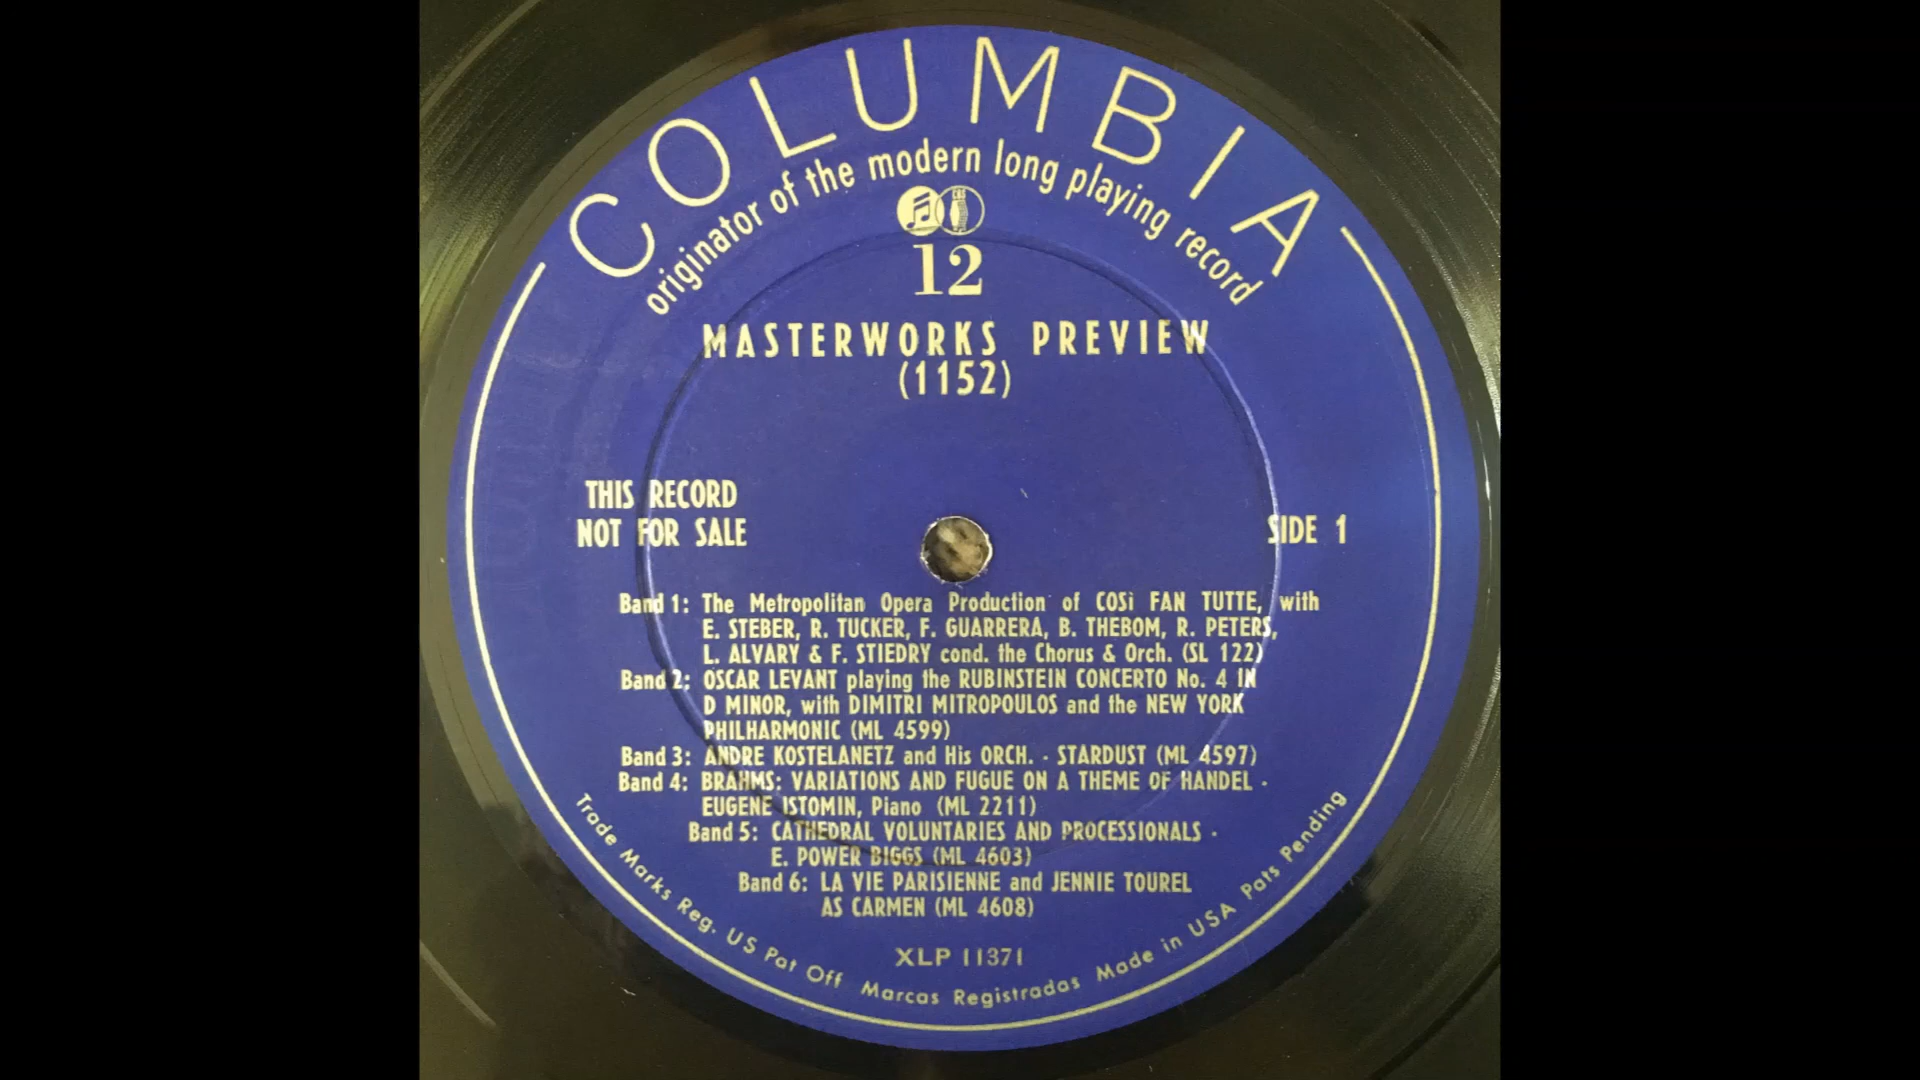 COLUMBIA
originator of the modern long playing record
CBS
12
MASTERWORKS PREVIEW
(1152)
THIS RECORD
NOT FOR SALE
SIDE 1
Band 1: The Metropolitan Opera Production of COSì FAN TUTTE, with
E. STEBER, R. TUCKER, F. GUARRERA, B. THEBOM, R. PETERS,
L. ALVARY & F. STIEDRY cond. the Chorus & Orch. (SL 122)
Band 2: OSCAR LEVANT playing the RUBINSTEIN CONCERTO No. 4 IN
D MINOR, with DIMITRI MITROPOULOS and the NEW YORK
PHILHARMONIC (ML 4599)
Band 3: ANDRE KOSTELANETZ and His ORCH. - STARDUST (ML 4597)
Band 4: BRAHMS: VARIATIONS AND FUGUE ON A THEME OF HANDEL -
EUGENE ISTOMIN, Piano (ML 2211)
Band 5: CATHEDRAL VOLUNTARIES AND PROCESSIONALS -
E. POWER BIGGS (ML 4603)
Band 6: LA VIE PARISIENNE and JENNIE TOUREL
AS CARMEN (ML 4608)
XLP 11371
Trade Marks Reg. US Pat Off Marcas Registradas Made in USA Pats Pending